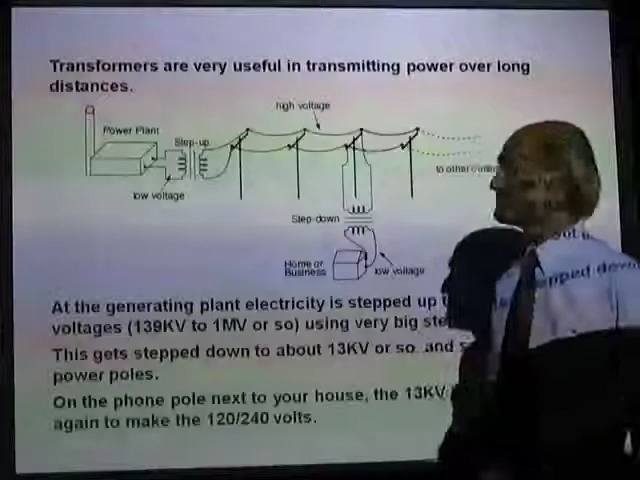 Transformers are very useful in transmitting power over long
distances.
high voltage
Power Plant
Step-up
to other
low voltage
Step-down
Home or
Business
low voltage
At the generating plant electricity is stepped up
voltages (139KV to 1MV or so) using very big
This gets stepped down to about 13KV or so and
power poles.
On the phone pole next to your house, the 13KV
again to make the 120/240 volts.